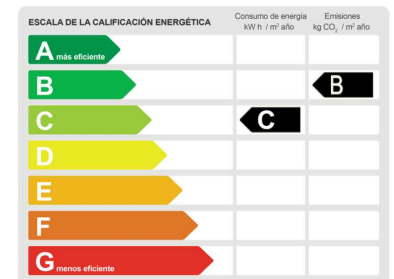 ESCALA DE LA CALIFICACIÓN ENERGÉTICA
Consumo de energía
kW h / m² año
Emisiones
kg CO₂ / m² año
A más eficiente
B
B
C
C
D
E
F
G menos eficiente